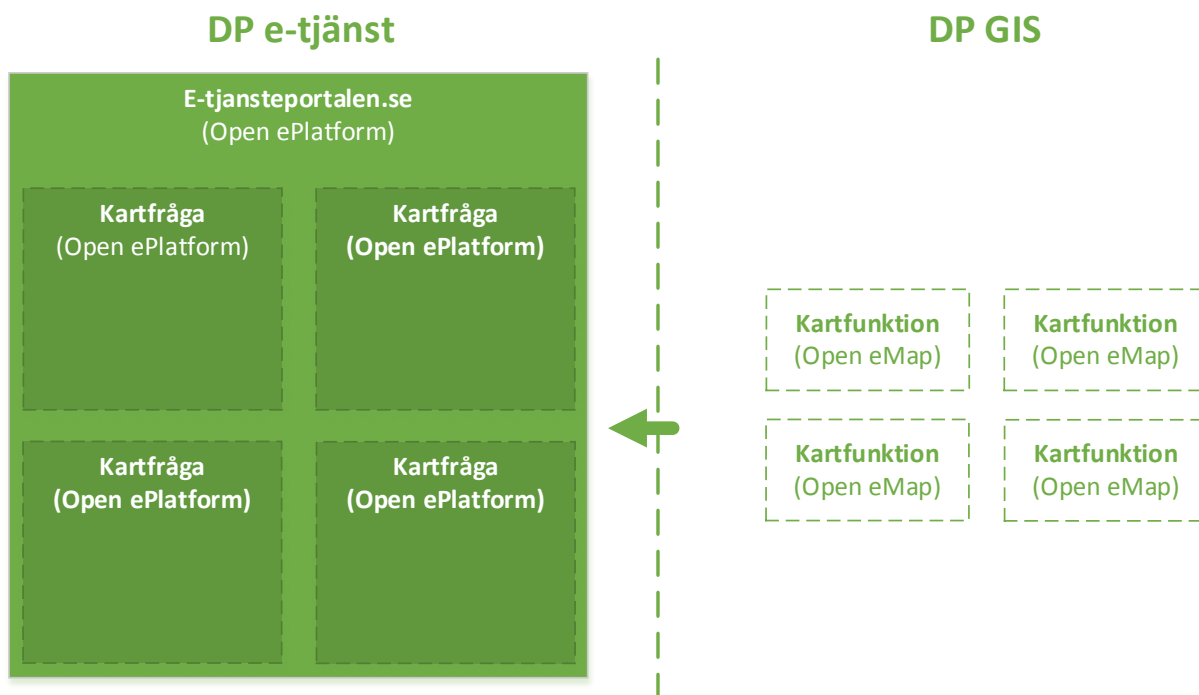 DP e-tjänst
DP GIS
E-tjansteportalen.se
(Open ePlatform)
Kartfråga
(Open ePlatform)
Kartfråga
(Open ePlatform)
Kartfråga
(Open ePlatform)
Kartfråga
(Open ePlatform)
Kartfunktion
(Open eMap)
Kartfunktion
(Open eMap)
Kartfunktion
(Open eMap)
Kartfunktion
(Open eMap)